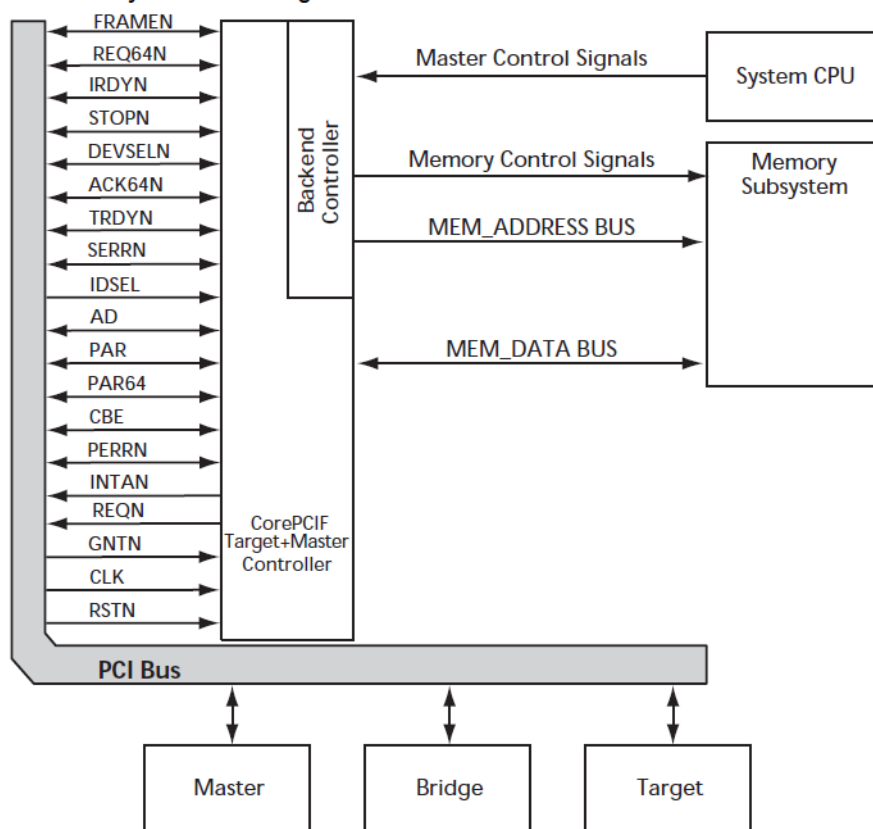 FRAMEN
REQ64N
IRDYN
STOPN
DEVSELN
ACK64N
TRDYN
SERRN
IDSEL
AD
PAR
PAR64
CBE
PERRN
INTAN
REQN
GNTN
CLK
RSTN
Backend
Controller
CorePCIF
Target+Master
Controller
Master Control Signals
System CPU
Memory Control Signals
Memory
Subsystem
MEM_ADDRESS BUS
MEM_DATA BUS
PCI Bus
Master
Bridge
Target